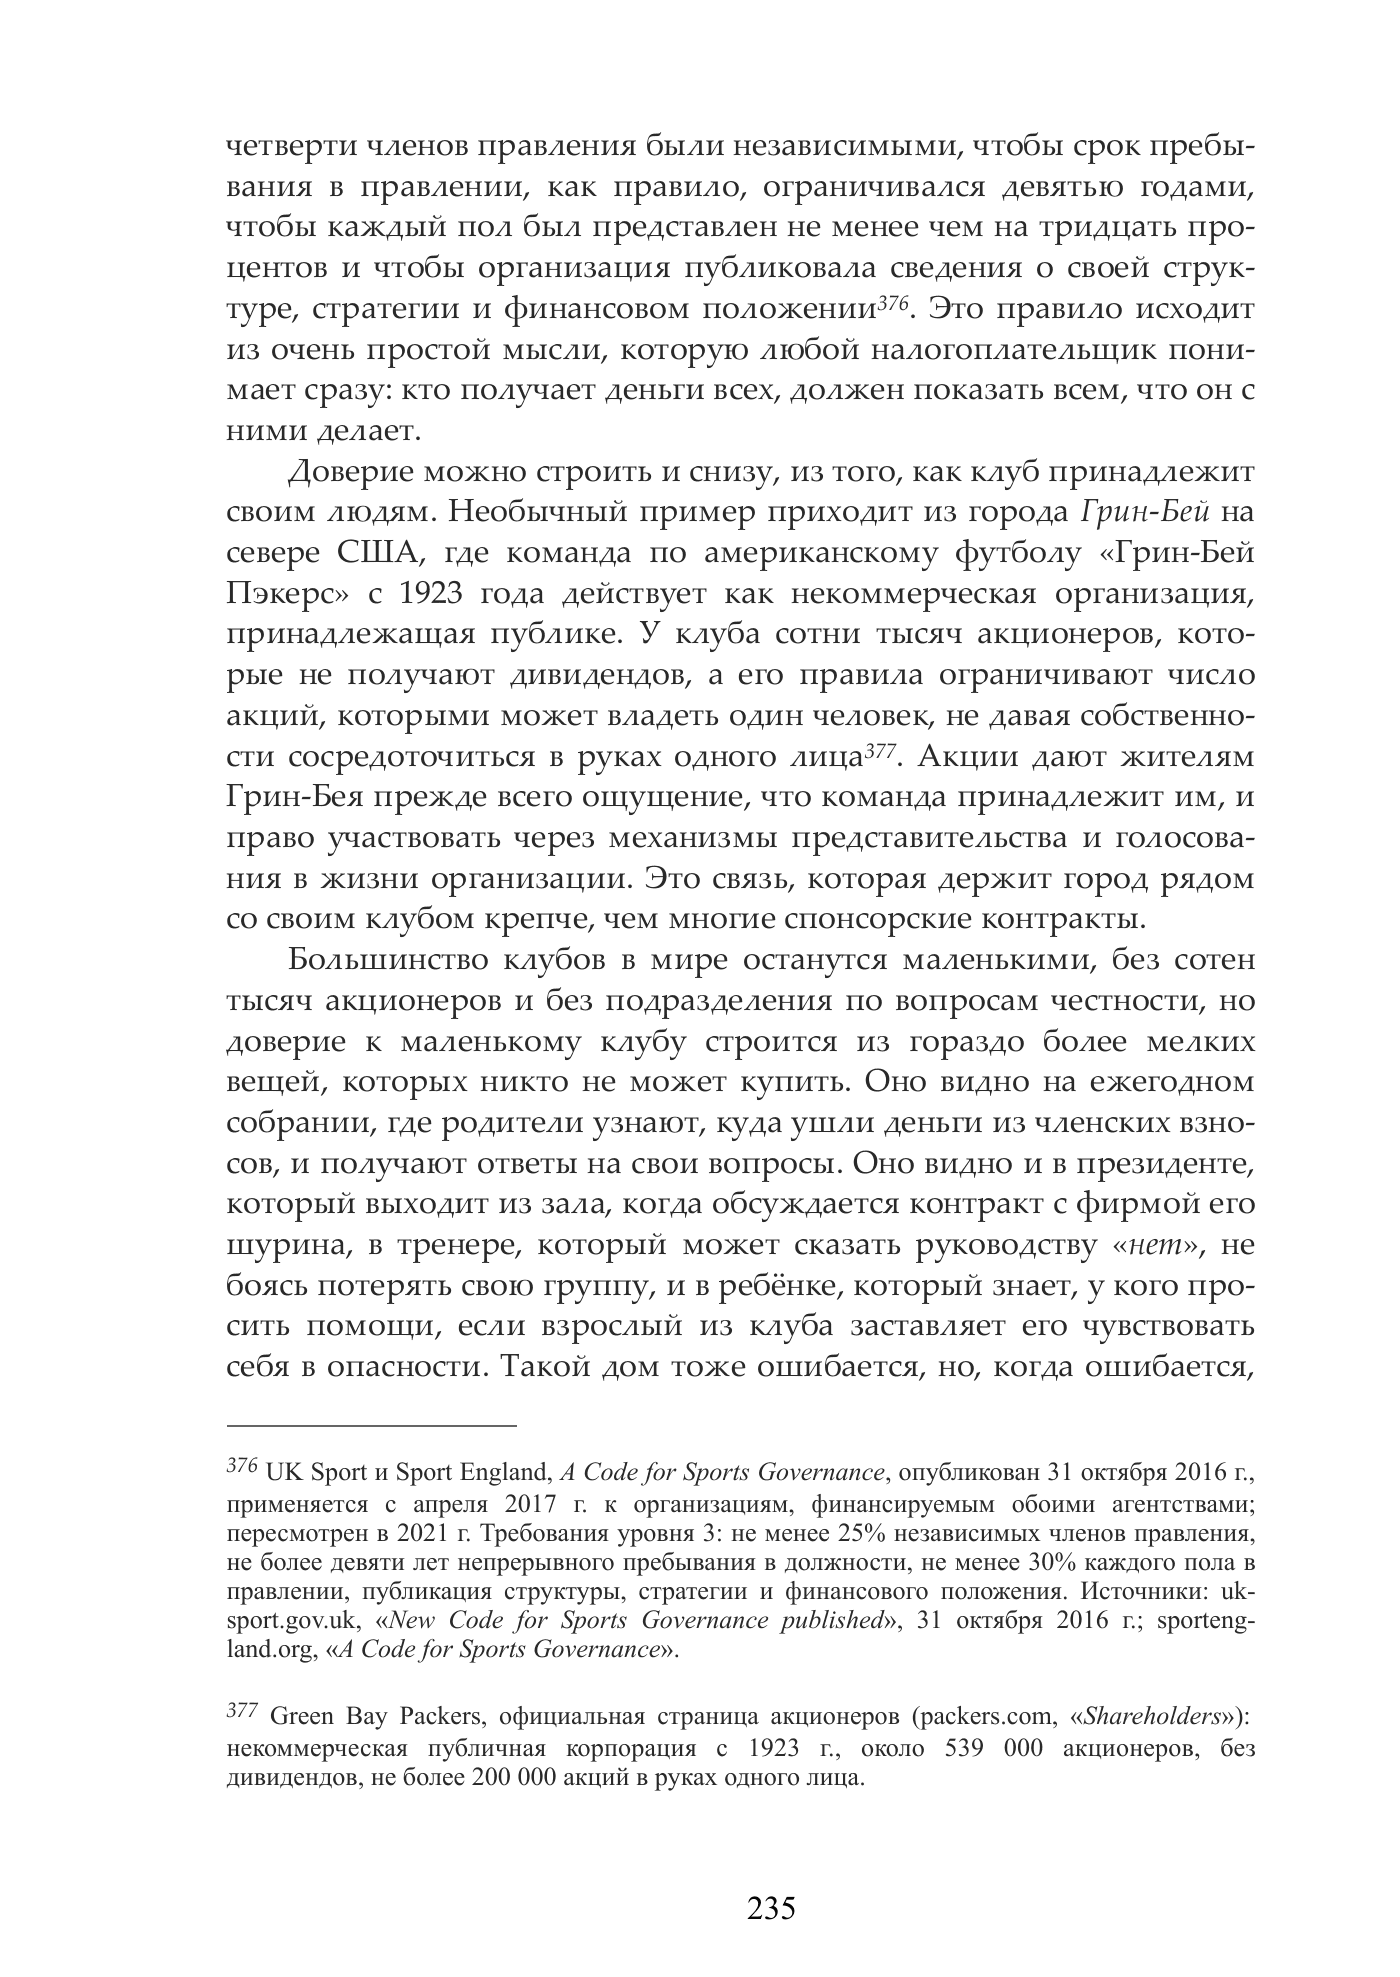 четверти членов правления были независимыми, чтобы срок пребы-
вания в правлении, как правило, ограничивался девятью годами,
чтобы каждый пол был представлен не менее чем на тридцать про-
центов и чтобы организация публиковала сведения о своей струк-
туре, стратегии и финансовом положении376. Это правило исходит
из очень простой мысли, которую любой налогоплательщик пони-
мает сразу: кто получает деньги всех, должен показать всем, что он с
ними делает.
Доверие можно строить и снизу, из того, как клуб принадлежит
своим людям. Необычный пример приходит из города Грин-Бей на
севере США, где команда по американскому футболу «Грин-Бей
Пэкерс» с 1923 года действует как некоммерческая организация,
принадлежащая публике. У клуба сотни тысяч акционеров, кото-
рые не получают дивидендов, а его правила ограничивают число
акций, которыми может владеть один человек, не давая собственно-
сти сосредоточиться в руках одного лица377. Акции дают жителям
Грин-Бея прежде всего ощущение, что команда принадлежит им, и
право участвовать через механизмы представительства и голосова-
ния в жизни организации. Это связь, которая держит город рядом
со своим клубом крепче, чем многие спонсорские контракты.
Большинство клубов в мире останутся маленькими, без сотен
тысяч акционеров и без подразделения по вопросам честности, но
доверие к маленькому клубу строится из гораздо более мелких
вещей, которых никто не может купить. Оно видно на ежегодном
собрании, где родители узнают, куда ушли деньги из членских взно-
сов, и получают ответы на свои вопросы. Оно видно и в президенте,
который выходит из зала, когда обсуждается контракт с фирмой его
шурина, в тренере, который может сказать руководству «нет», не
боясь потерять свою группу, и в ребёнке, который знает, у кого про-
сить помощи, если взрослый из клуба заставляет его чувствовать
себя в опасности. Такой дом тоже ошибается, но, когда ошибается,
376 UK Sport и Sport England, A Code for Sports Governance, опубликован 31 октября 2016 г.,
применяется с апреля 2017 г. к организациям, финансируемым обоими агентствами;
пересмотрен в 2021 г. Требования уровня 3: не менее 25% независимых членов правления,
не более девяти лет непрерывного пребывания в должности, не менее 30% каждого пола в
правлении, публикация структуры, стратегии и финансового положения. Источники: uk-
sport.gov.uk, «New Code for Sports Governance published», 31 октября 2016 г.; sporteng-
land.org, «A Code for Sports Governance».
377 Green Bay Packers, официальная страница акционеров (packers.com, «Shareholders»):
некоммерческая публичная корпорация с 1923 г., около 539 000 акционеров, без
дивидендов, не более 200 000 акций в руках одного лица.
235